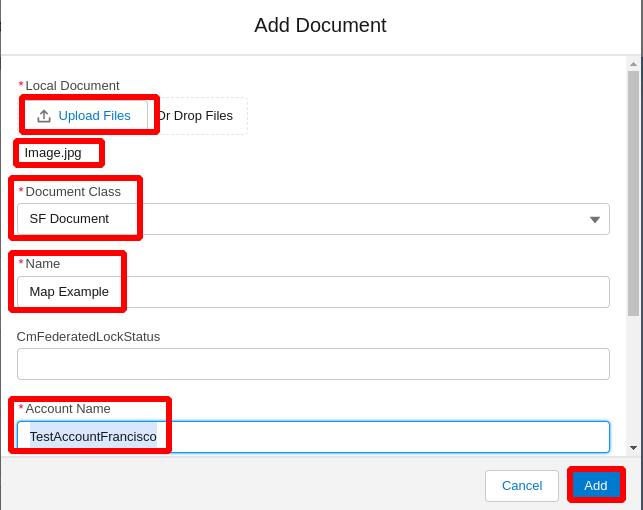 Add Document
*Local Document
Upload Files Or Drop Files
Image.jpg
*Document Class
SF Document
*Name
Map Example
CmFederatedLockStatus
*Account Name
TestAccountFrancisco
Cancel Add